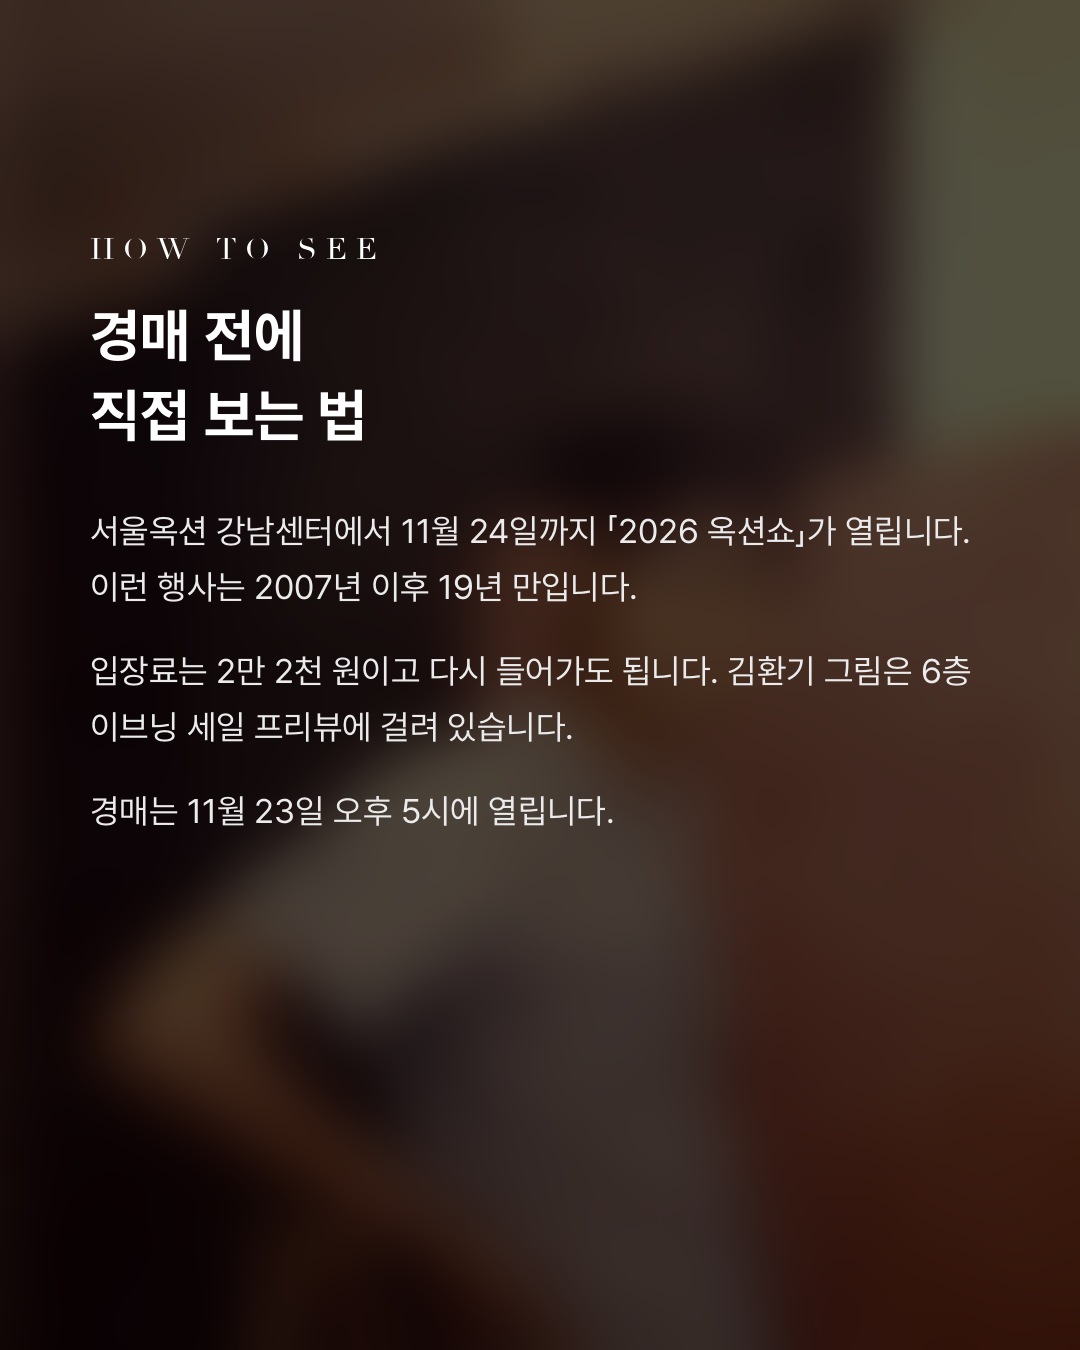 HOW TO SEE
경매 전에
직접 보는 법
서울옥션 강남센터에서 11월 24일까지 「2026 옥션쇼」가 열립니다.
이런 행사는 2007년 이후 19년 만입니다.
입장료는 2만 2천 원이고 다시 들어가도 됩니다. 김환기 그림은 6층
이브닝 세일 프리뷰에 걸려 있습니다.
경매는 11월 23일 오후 5시에 열립니다.